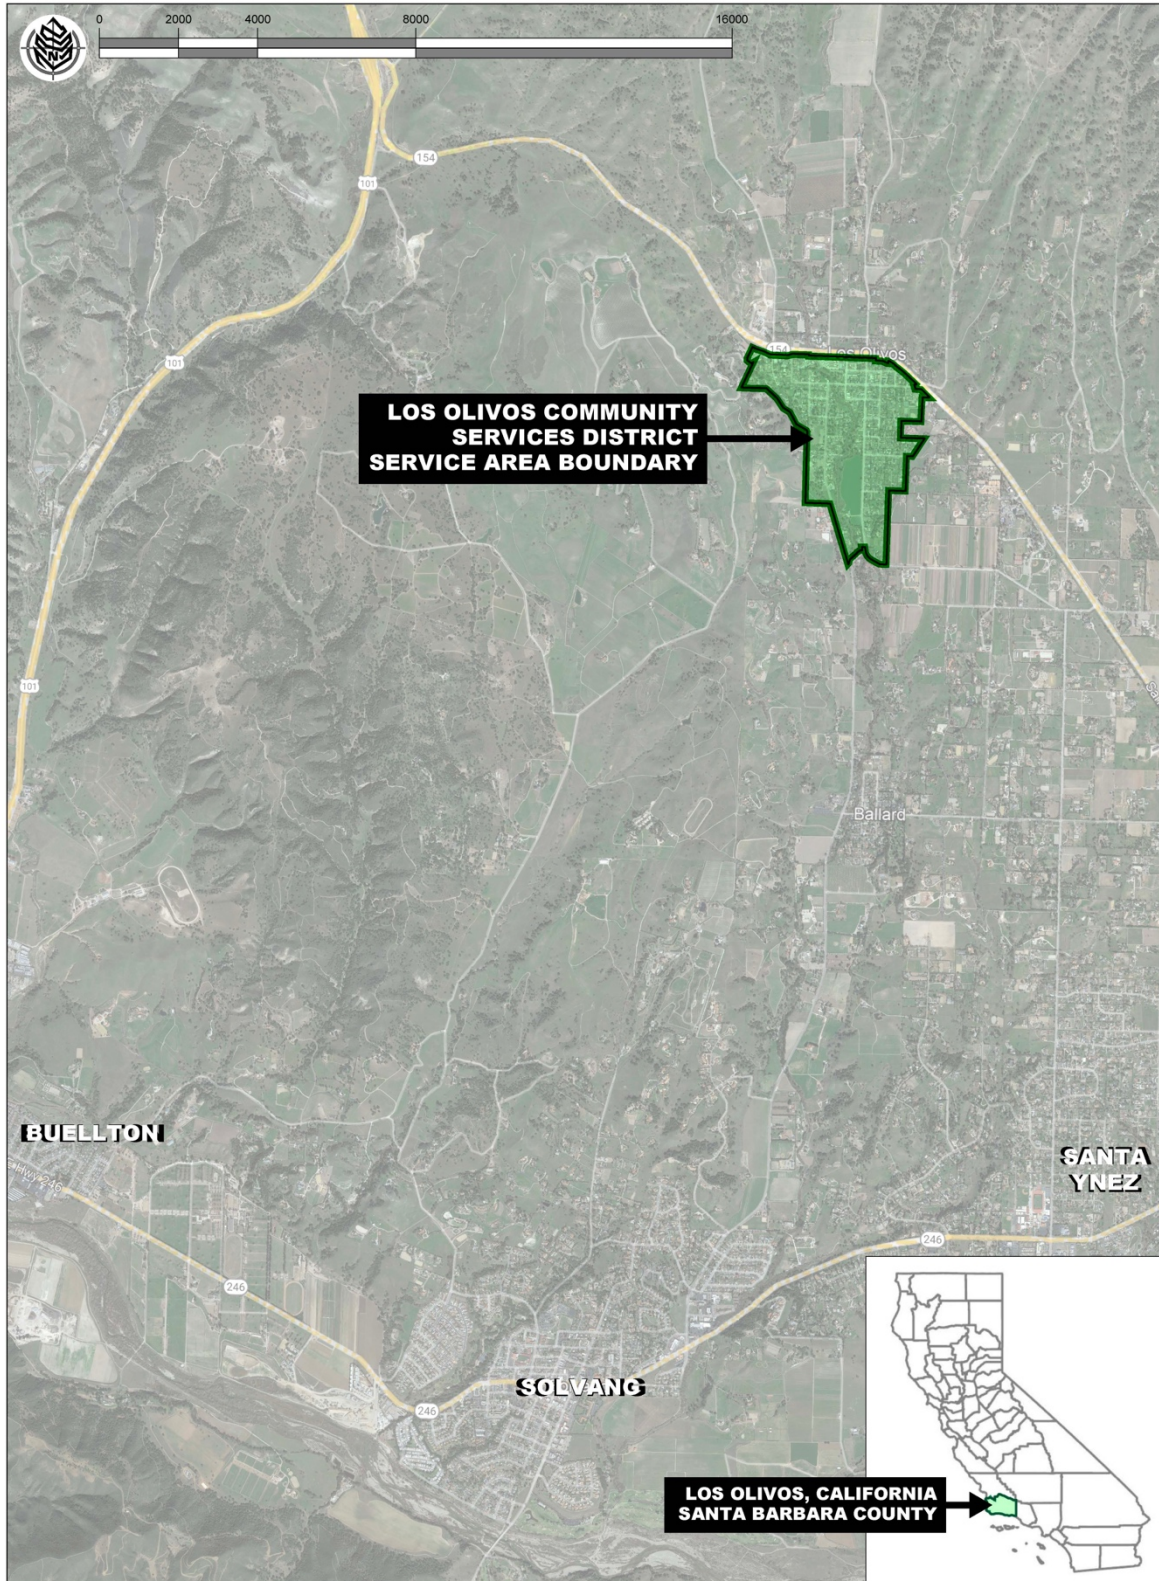 0 2000 4000 8000 16000
N
154
101
154
Los Olivos
101
LOS OLIVOS COMMUNITY
SERVICES DISTRICT
SERVICE AREA BOUNDARY
101
Ballard
BUELLTON
SANTA
YNEZ
Hwy 246
246
246
SOLVANG
246
LOS OLIVOS, CALIFORNIA
SANTA BARBARA COUNTY